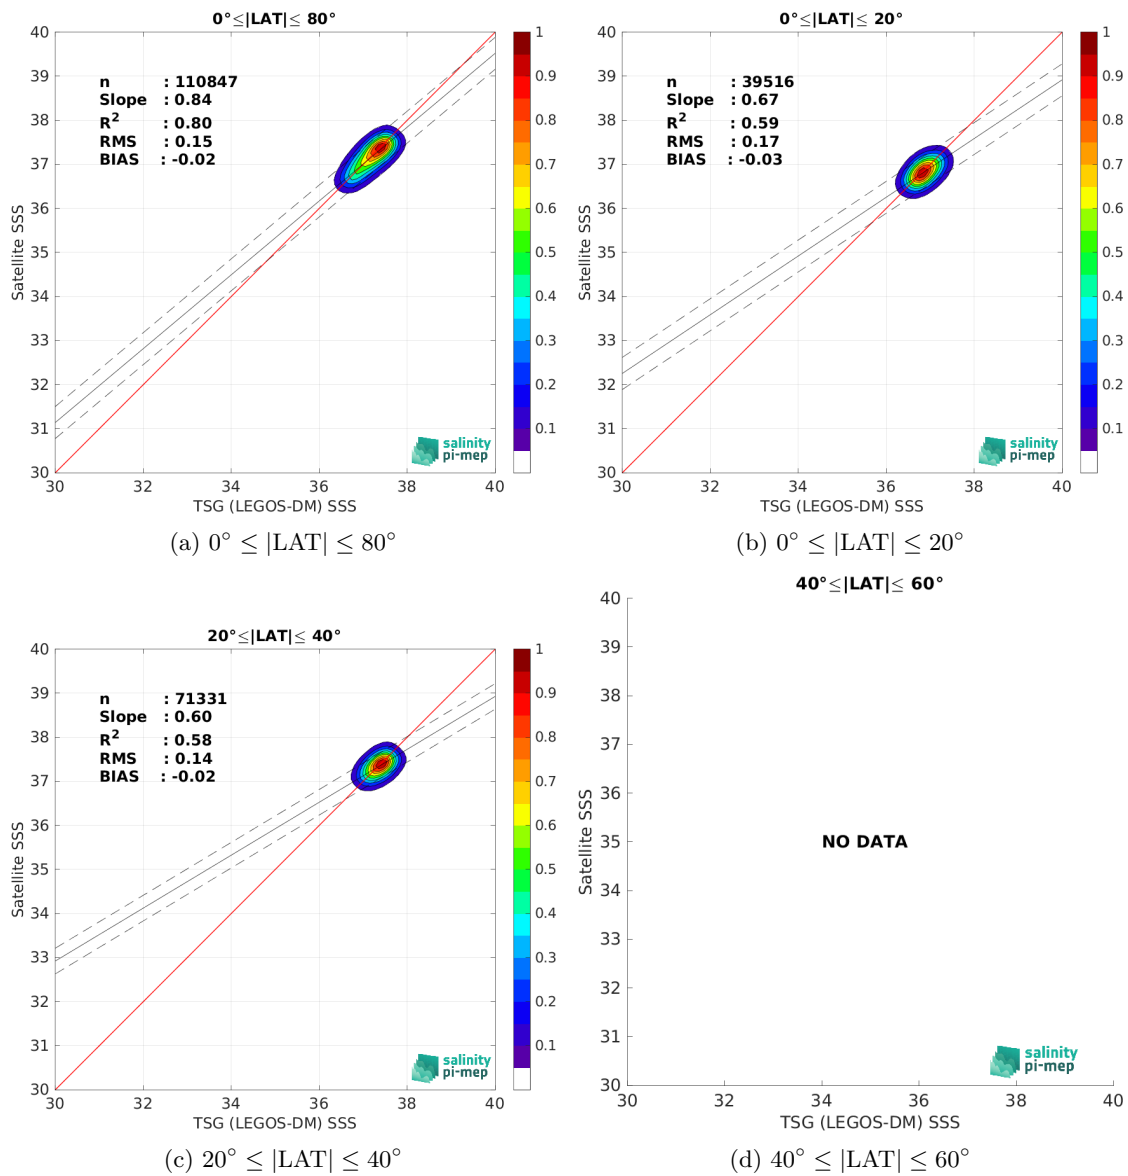 0°≤|LAT|≤ 80°
n : 110847
Slope : 0.84
R² : 0.80
RMS : 0.15
BIAS : -0.02
Satellite SSS
40
39
38
37
36
35
34
33
32
31
30
30 32 34 36 38 40
TSG (LEGOS-DM) SSS
1
0.9
0.8
0.7
0.6
0.5
0.4
0.3
0.2
0.1
salinity
pi-mep
(a) 0° ≤ |LAT| ≤ 80°
0°≤|LAT|≤ 20°
n : 39516
Slope : 0.67
R² : 0.59
RMS : 0.17
BIAS : -0.03
Satellite SSS
40
39
38
37
36
35
34
33
32
31
30
30 32 34 36 38 40
TSG (LEGOS-DM) SSS
1
0.9
0.8
0.7
0.6
0.5
0.4
0.3
0.2
0.1
salinity
pi-mep
(b) 0° ≤ |LAT| ≤ 20°
20°≤|LAT|≤ 40°
n : 71331
Slope : 0.60
R² : 0.58
RMS : 0.14
BIAS : -0.02
Satellite SSS
40
39
38
37
36
35
34
33
32
31
30
30 32 34 36 38 40
TSG (LEGOS-DM) SSS
1
0.9
0.8
0.7
0.6
0.5
0.4
0.3
0.2
0.1
salinity
pi-mep
(c) 20° ≤ |LAT| ≤ 40°
40°≤|LAT|≤ 60°
NO DATA
Satellite SSS
40
39
38
37
36
35
34
33
32
31
30
30 32 34 36 38 40
TSG (LEGOS-DM) SSS
salinity
pi-mep
(d) 40° ≤ |LAT| ≤ 60°